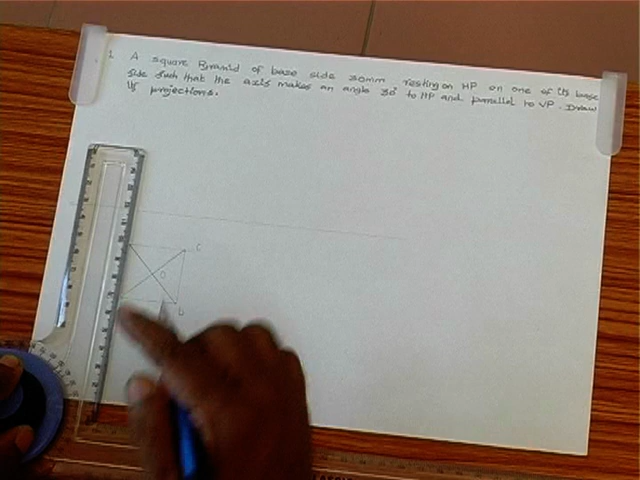 1. A square Pyramid of base side 30mm resting on HP on one of its base
side such that the axis makes an angle 30° to HP and parallel to VP. Draw
its projections.
C
O
b